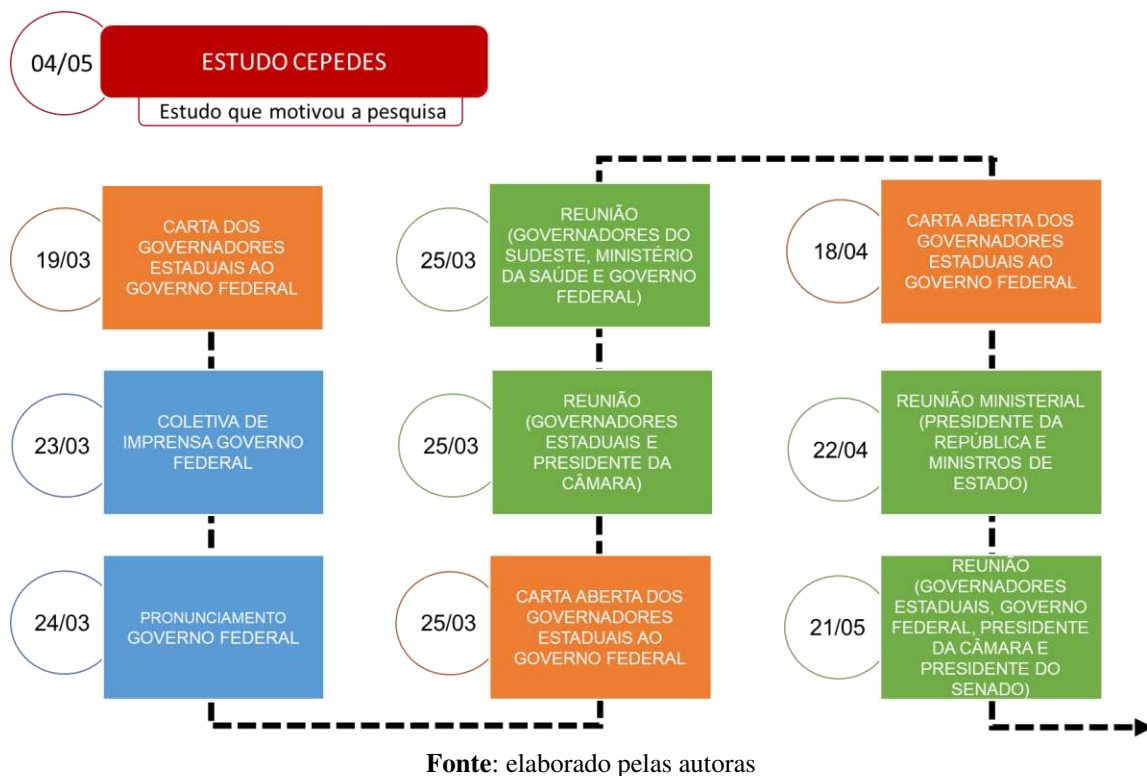 04/05
ESTUDO CEPEDES
Estudo que motivou a pesquisa
19/03
CARTA DOS
GOVERNADORES
ESTADUAIS AO
GOVERNO FEDERAL
23/03
COLETIVA DE
IMPRENSA GOVERNO
FEDERAL
24/03
PRONUNCIAMENTO
GOVERNO FEDERAL
25/03
CARTA ABERTA DOS
GOVERNADORES
ESTADUAIS AO
GOVERNO FEDERAL
25/03
REUNIÃO
(GOVERNADORES
ESTADUAIS E
PRESIDENTE DA
CÂMARA)
25/03
REUNIÃO
(GOVERNADORES DO
SUDESTE, MINISTÉRIO
DA SAÚDE E GOVERNO
FEDERAL)
18/04
CARTA ABERTA DOS
GOVERNADORES
ESTADUAIS AO
GOVERNO FEDERAL
22/04
REUNIÃO MINISTERIAL
(PRESIDENTE DA
REPÚBLICA E
MINISTROS DE
ESTADO)
21/05
REUNIÃO
(GOVERNADORES
ESTADUAIS, GOVERNO
FEDERAL, PRESIDENTE
DA CÂMARA E
PRESIDENTE DO
SENADO)
Fonte: elaborado pelas autoras